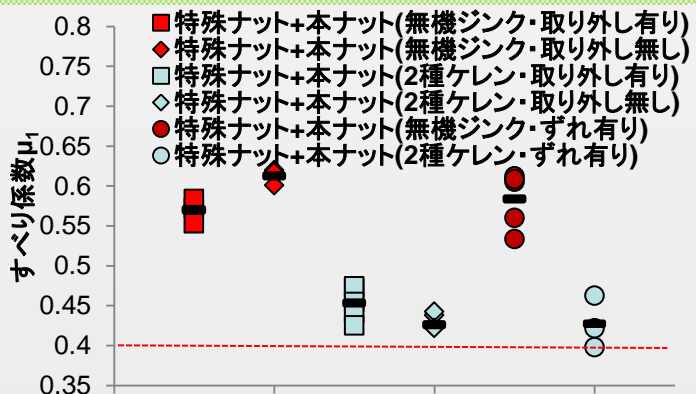 0.8
0.75
0.7
0.65
0.6
0.55
0.5
0.45
0.4
0.35
すべり係数μ₁
特殊ナット+本ナット(無機ジンク・取り外し有り)
特殊ナット+本ナット(無機ジンク・取り外し無し)
特殊ナット+本ナット(2種ケレン・取り外し有り)
特殊ナット+本ナット(2種ケレン・取り外し無し)
特殊ナット+本ナット(無機ジンク・ずれ有り)
特殊ナット+本ナット(2種ケレン・ずれ有り)